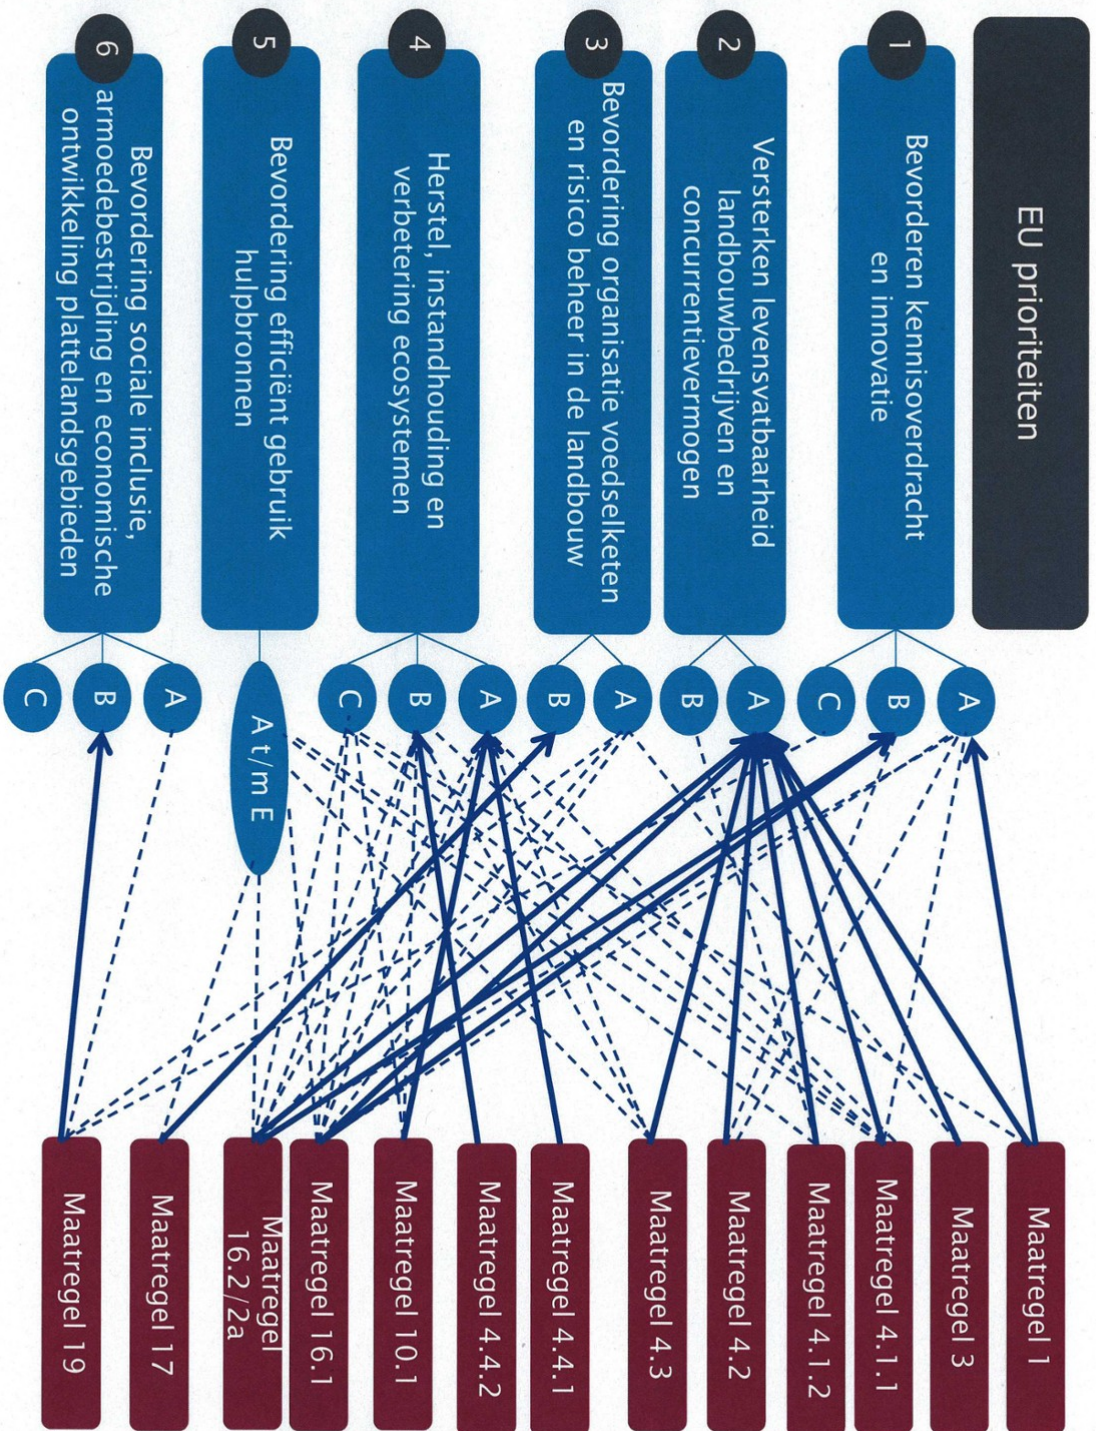 EU prioriteiten
1
Bevorderen kennisoverdracht
en innovatie
A
B
C
2
Versterken levensvatbaarheid
landbouwbedrijven en
concurrentievermogen
A
B
3
Bevordering organisatie voedselketen
en risico beheer in de landbouw
A
B
4
Herstel, instandhouding en
verbetering ecosystemen
A
B
C
5
Bevordering efficiënt gebruik
hulpbronnen
A t/m E
6
Bevordering sociale inclusie,
armoedebestrijding en economische
ontwikkeling plattelandsgebieden
A
B
C
Maatregel 1
Maatregel 3
Maatregel 4.1.1
Maatregel 4.1.2
Maatregel 4.2
Maatregel 4.3
Maatregel 4.4.1
Maatregel 4.4.2
Maatregel 10.1
Maatregel 16.1
Maatregel
16.2/2a
Maatregel 17
Maatregel 19